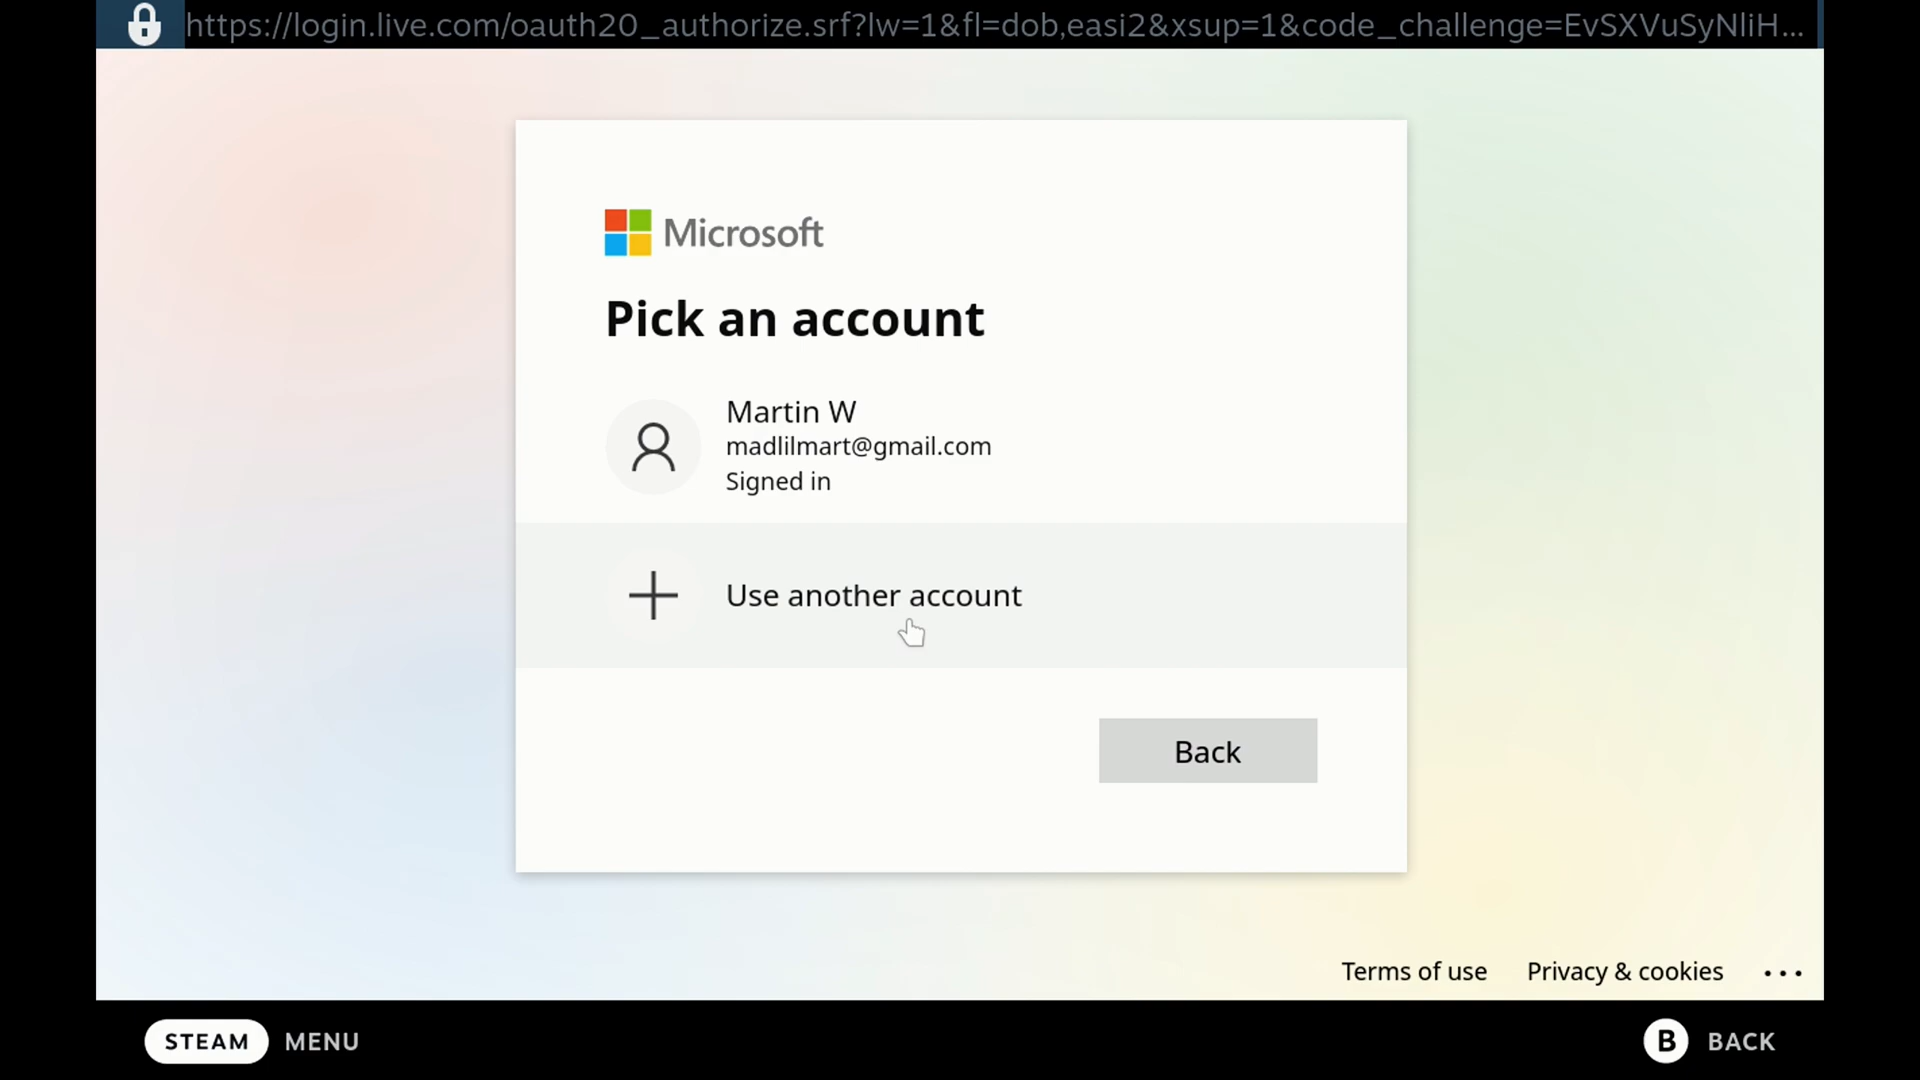 https://login.live.com/oauth20_authorize.srf?lw=1&fl=dob,easi2&xsup=1&code_challenge=EvSXVuSyNliH...
Microsoft
Pick an account
Martin W
madlilmart@gmail.com
Signed in
Use another account
Back
Terms of use Privacy & cookies ...
STEAM MENU B BACK